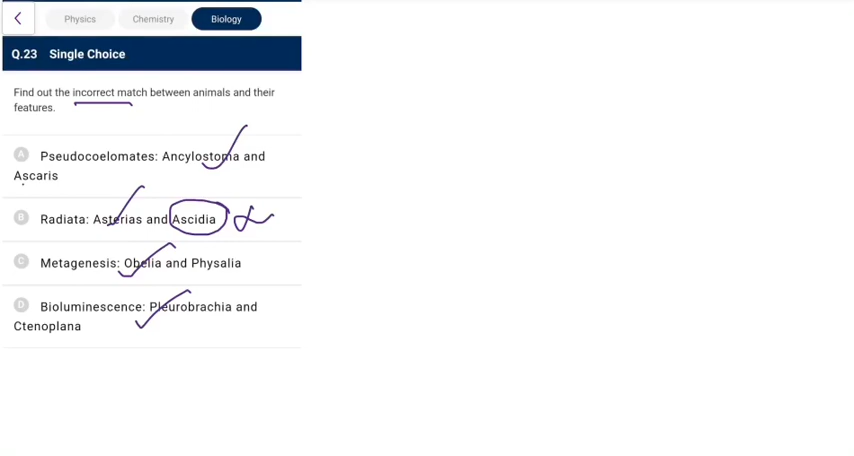 Physics Chemistry Biology
Q.23 Single Choice
Find out the incorrect match between animals and their
features.
A Pseudocoelomates: Ancylostoma and
Ascaris
B Radiata: Asterias and Ascidia
C Metagenesis: Obelia and Physalia
D Bioluminescence: Pleurobrachia and
Ctenoplana